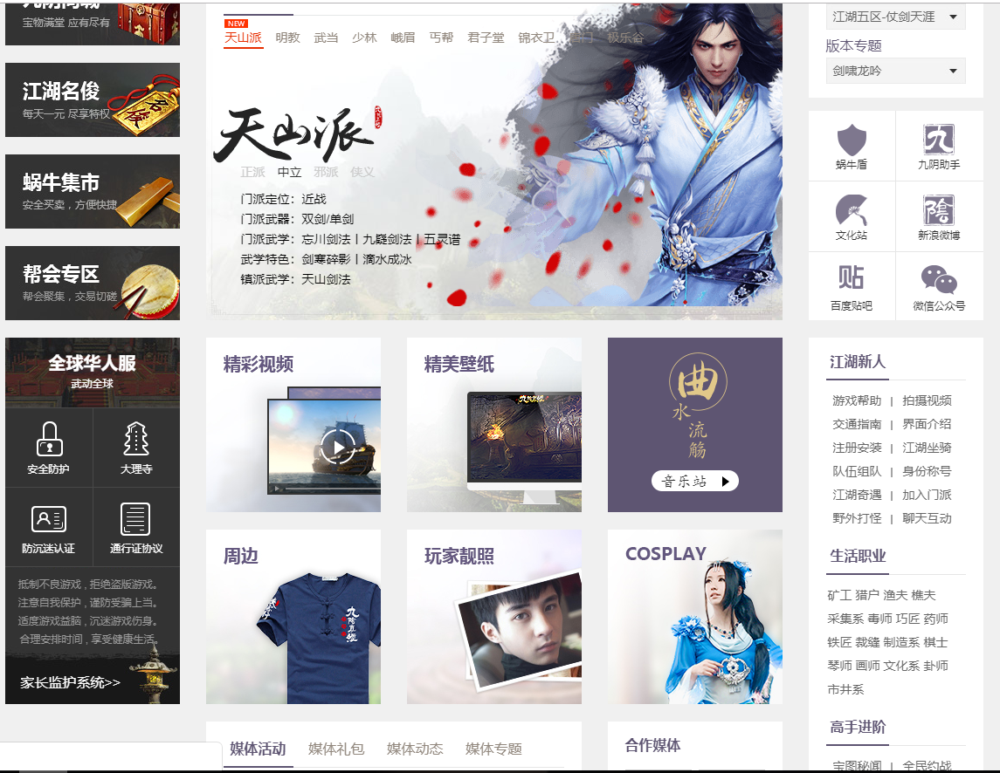 宝物满堂 应有尽有
江湖名俊
每天一元 尽享特权
名俊
蜗牛集市
安全买卖，方便快捷
帮会专区
帮会聚集，交易切磋
全球华人服
武动全球
安全防护
大理寺
防沉迷认证
通行证协议
抵制不良游戏 , 拒绝盗版游戏。
注意自我保护 , 谨防受骗上当。
适度游戏益脑 , 沉迷游戏伤身。
合理安排时间 , 享受健康生活。
家长监护系统>>
NEW
天山派 明教 武当 少林 峨眉 丐帮 君子堂 锦衣卫 唐门 极乐谷
天山派
正派 中立 邪派 侠义
门派定位：近战
门派武器：双剑/单剑
门派武学：忘川剑法丨九嶷剑法丨五灵谱
武学特色：剑寒碎影丨滴水成冰
镇派武学：天山剑法
精彩视频
精美壁纸
曲
水
流
觞
音乐站
周边
九阴真经
玩家靓照
COSPLAY
媒体活动 媒体礼包 媒体动态 媒体专题
合作媒体
江湖五区-仗剑天涯
版本专题
剑啸龙吟
蜗牛盾
九
九阴助手
文化站
陰
新浪微博
贴
百度贴吧
微信公众号
江湖新人
游戏帮助 | 拍摄视频
交通指南 | 界面介绍
注册安装 | 江湖坐骑
队伍组队 | 身份称号
江湖奇遇 | 加入门派
野外打怪 | 聊天互动
生活职业
矿工 猎户 渔夫 樵夫
采集系 毒师 巧匠 药师
铁匠 裁缝 制造系 棋士
琴师 画师 文化系 卦师
市井系
高手进阶
宝图秘闻 | 全民约战